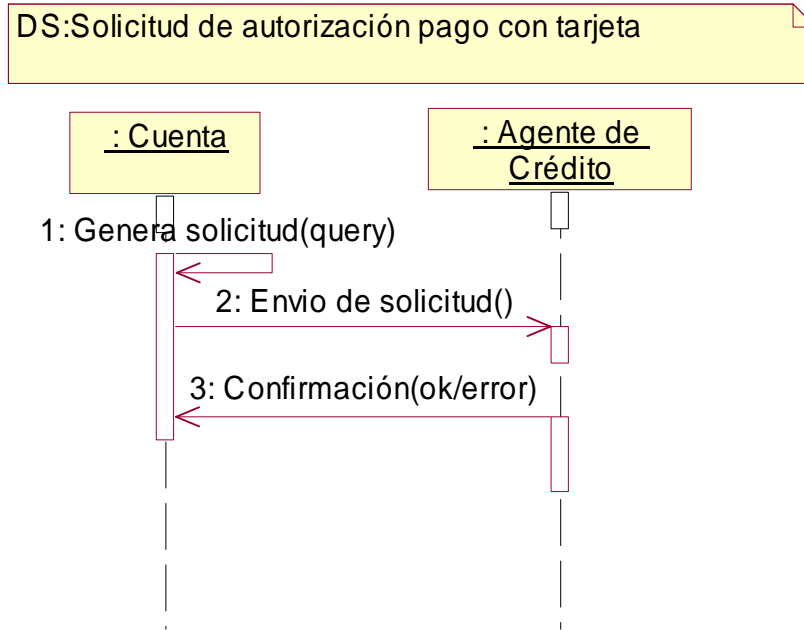 DS:Solicitud de autorización pago con tarjeta
: Cuenta
: Agente de
Crédito
1: Genera solicitud(query)
2: Envio de solicitud()
3: Confirmación(ok/error)